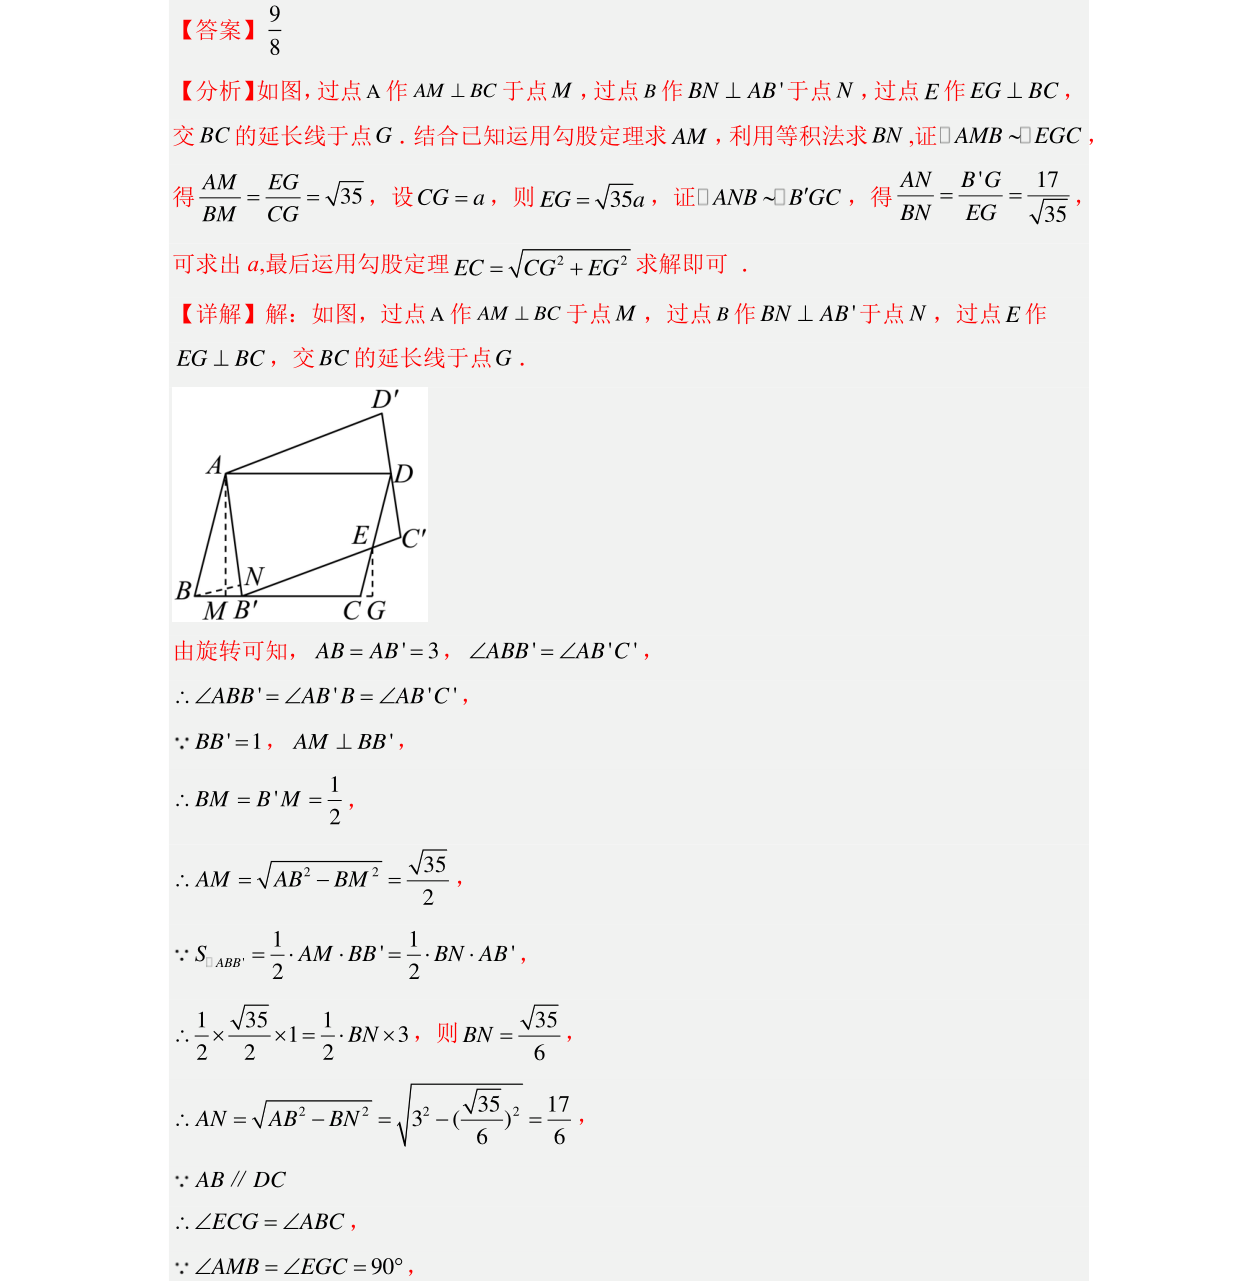 【答案】9/8
【分析】如图,过点A作AM⊥BC于点M,过点B作BN⊥AB'于点N,过点E作EG⊥BC,
交BC的延长线于点G.结合已知运用勾股定理求AM,利用等积法求BN,证□AMB~□EGC,
得AM/BM=EG/CG=√35,设CG=a,则EG=√35a,证□ANB~□B'GC,得AN/BN=B'G/EG=17/√35,
可求出a,最后运用勾股定理EC=√(CG²+EG²)求解即可.
【详解】解:如图,过点A作AM⊥BC于点M,过点B作BN⊥AB'于点N,过点E作
EG⊥BC,交BC的延长线于点G.
D'
A
D
E
C'
B
N
M B' C G
由旋转可知,AB=AB'=3,∠ABB'=∠AB'C',
∴∠ABB'=∠AB'B=∠AB'C',
∵BB'=1,AM⊥BB',
∴BM=B'M=1/2,
∴AM=√(AB²-BM²)=√35/2,
∵S□ABB'=1/2·AM·BB'=1/2·BN·AB',
∴1/2×√35/2×1=1/2·BN×3,则BN=√35/6,
∴AN=√(AB²-BN²)=√(3²-(√35/6)²)=17/6,
∵AB∥DC
∴∠ECG=∠ABC,
∵∠AMB=∠EGC=90°,